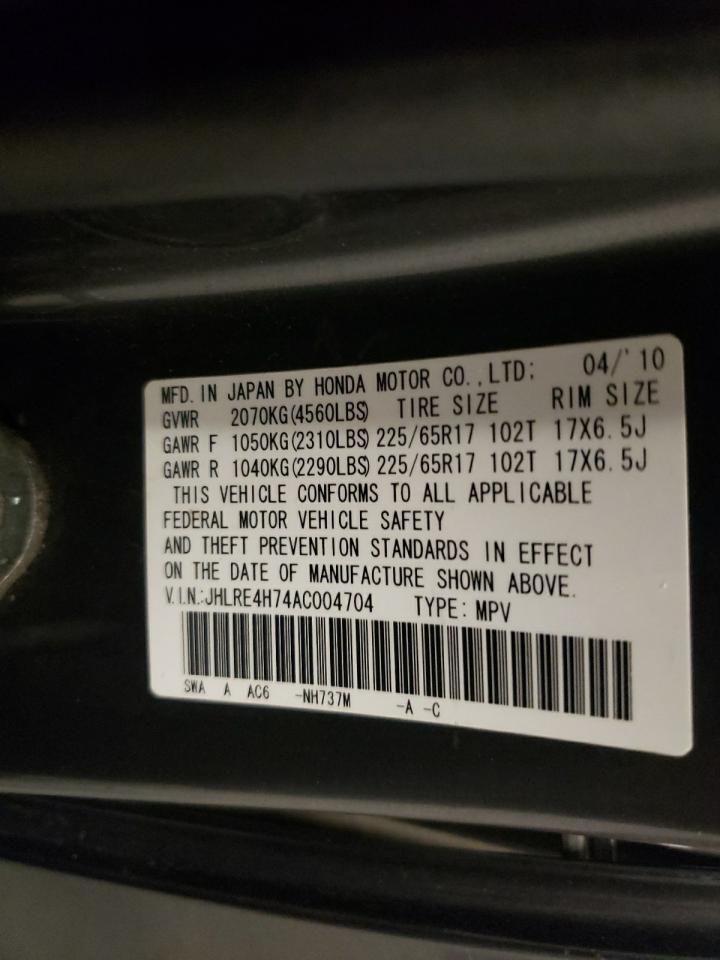 MFD. IN JAPAN BY HONDA MOTOR CO., LTD: 04/'10
GVWR 2070KG(4560LBS) TIRE SIZE RIM SIZE
GAWR F 1050KG(2310LBS) 225/65R17 102T 17X6.5J
GAWR R 1040KG(2290LBS) 225/65R17 102T 17X6.5J
THIS VEHICLE CONFORMS TO ALL APPLICABLE
FEDERAL MOTOR VEHICLE SAFETY
AND THEFT PREVENTION STANDARDS IN EFFECT
ON THE DATE OF MANUFACTURE SHOWN ABOVE.
V.I.N.:JHLRE4H74AC004704 TYPE: MPV
SWA A AC6 -NH737M -A -C